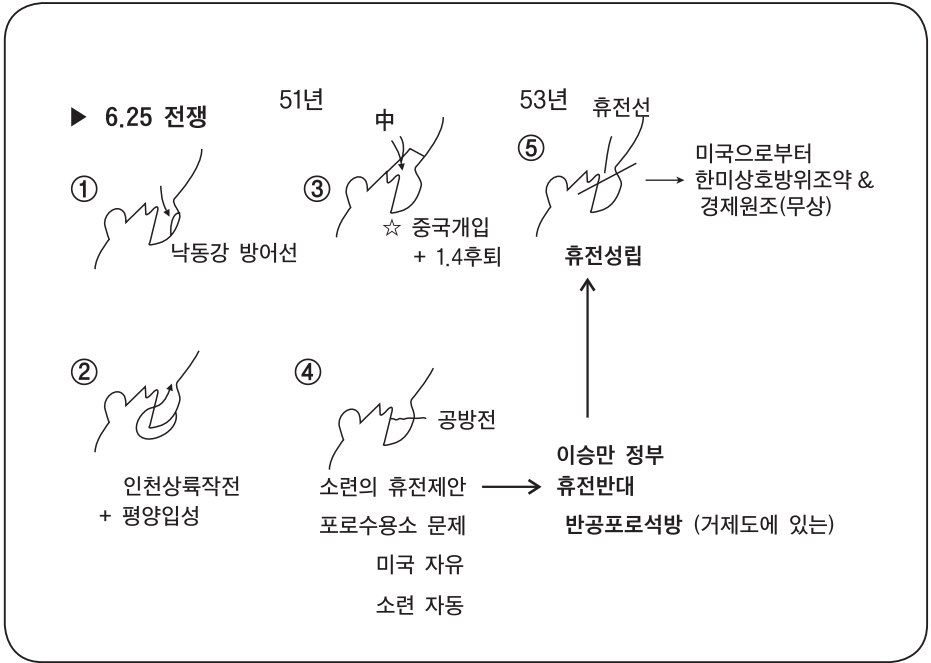 ▶ 6.25 전쟁
①
낙동강 방어선
②
인천상륙작전
+ 평양입성
51년
中
③
☆ 중국개입
+ 1.4후퇴
④
공방전
소련의 휴전제안
포로수용소 문제
미국 자유
소련 자동
이승만 정부
휴전반대
반공포로석방 (거제도에 있는)
53년
휴전선
⑤
휴전성립
미국으로부터
한미상호방위조약 &
경제원조(무상)